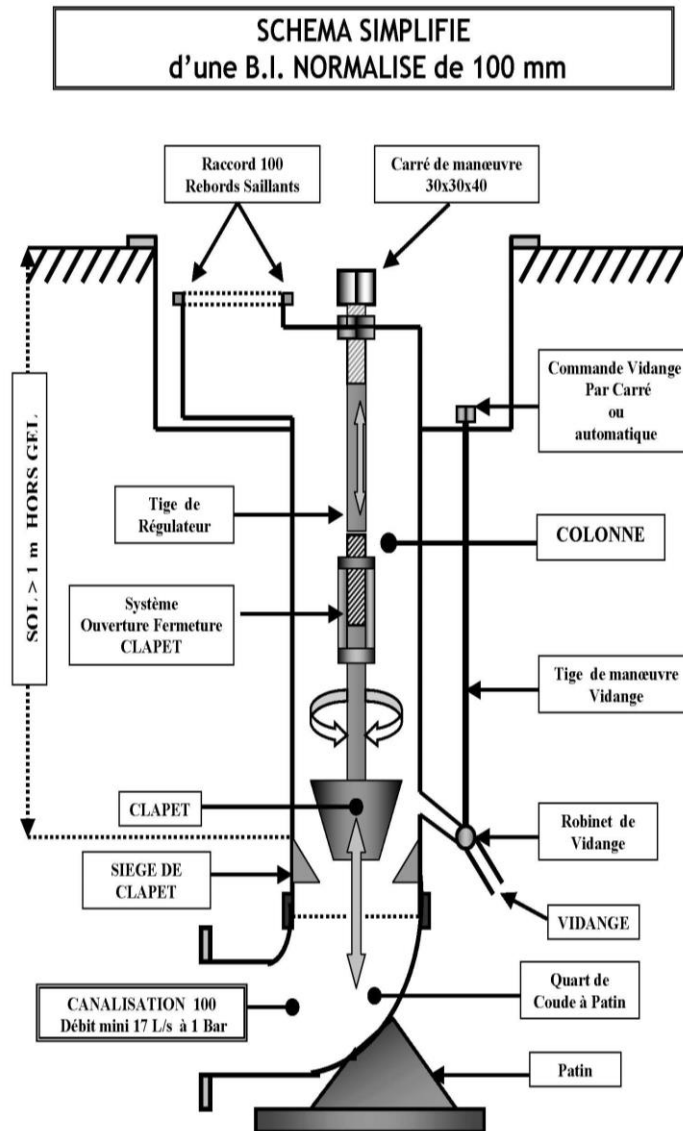 SCHEMA SIMPLIFIE
d'une B.I. NORMALISE de 100 mm
Raccord 100
Rebords Saillants
Carré de manœuvre
30x30x40
Commande Vidange
Par Carré
ou
automatique
SOL > 1 m HORS GEL
Tige de
Régulateur
COLONNE
Système
Ouverture Fermeture
CLAPET
Tige de manœuvre
Vidange
CLAPET
Robinet de
Vidange
SIEGE DE
CLAPET
VIDANGE
CANALISATION 100
Débit mini 17 L/s à 1 Bar
Quart de
Coude à Patin
Patin